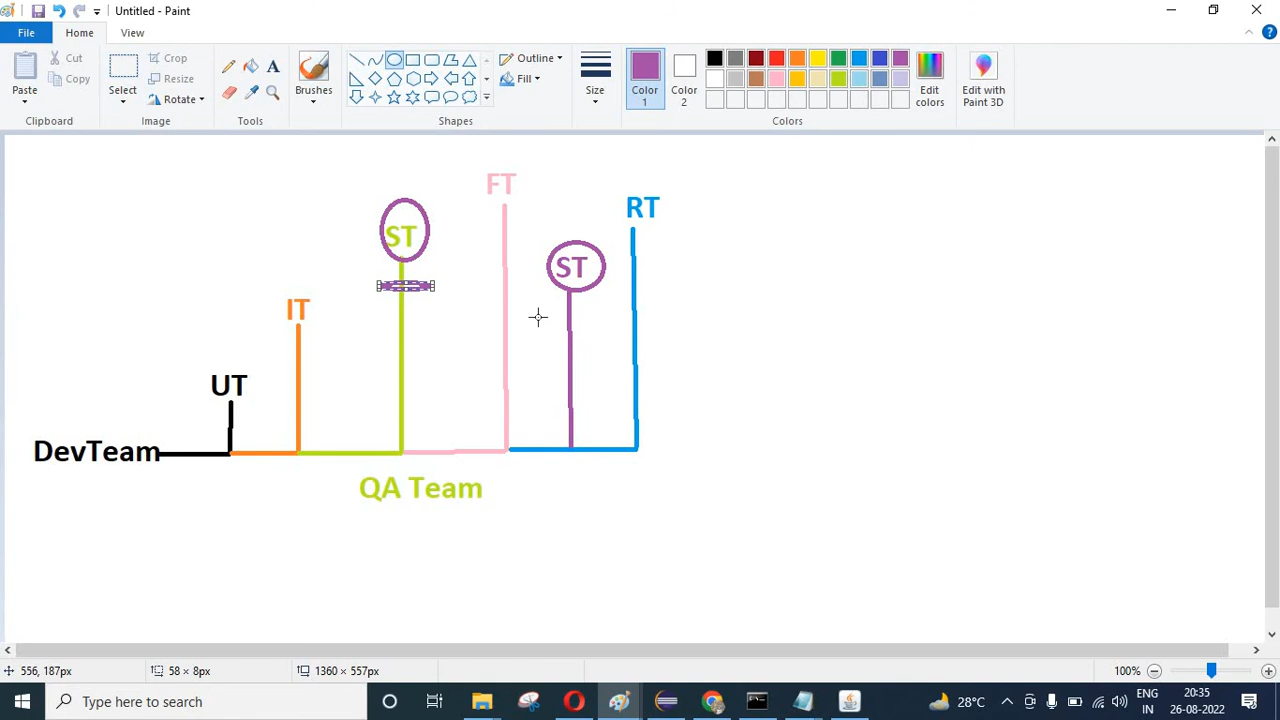 Untitled - Paint
File
Home
View
Paste
Cut
Copy
Clipboard
Select
Crop
Resize
Rotate
Image
A
Tools
Brushes
Shapes
Outline
Fill
Size
Color 1
Color 2
Colors
Edit colors
Edit with Paint 3D
FT
RT
ST
ST
IT
UT
DevTeam
QA Team
556, 187px
58 × 8px
1360 × 557px
100%
Type here to search
28°C
ENG
IN
20:35
26-08-2022